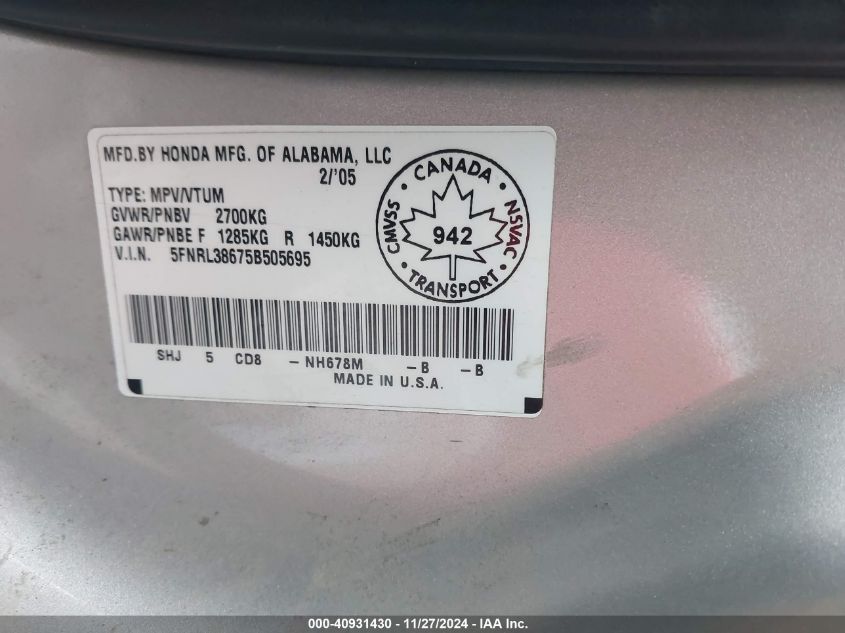 MFD.BY HONDA MFG. OF ALABAMA, LLC
2/'05
TYPE: MPV/VTUM
GVWR/PNBV 2700KG
GAWR/PNBE F 1285KG R 1450KG
V.I.N. 5FNRL38675B505695
CANADA
CMVSS
942
NSVAC
TRANSPORT
SHJ 5 CD8 -NH678M -B -B
MADE IN U.S.A.
000-40931430 - 11/27/2024 - IAA Inc.